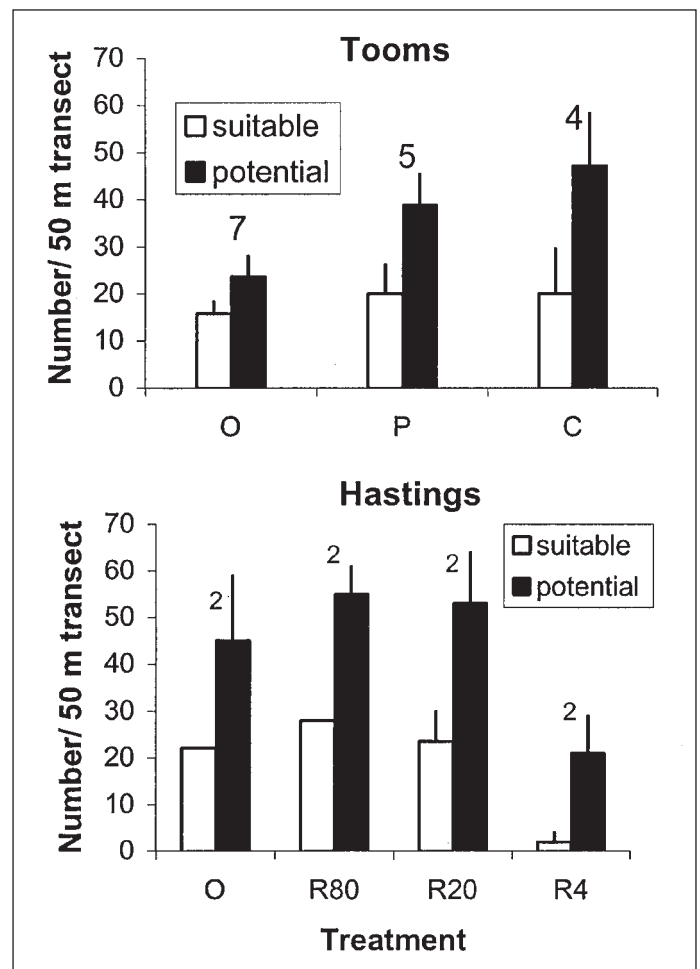 Tooms
Number/ 50 m transect
70
60
50
40
30
20
10
0
suitable
potential
7
5
4
O P C
Hastings
Number/ 50 m transect
70
60
50
40
30
20
10
0
suitable
potential
2 2 2 2
O R80 R20 R4
Treatment